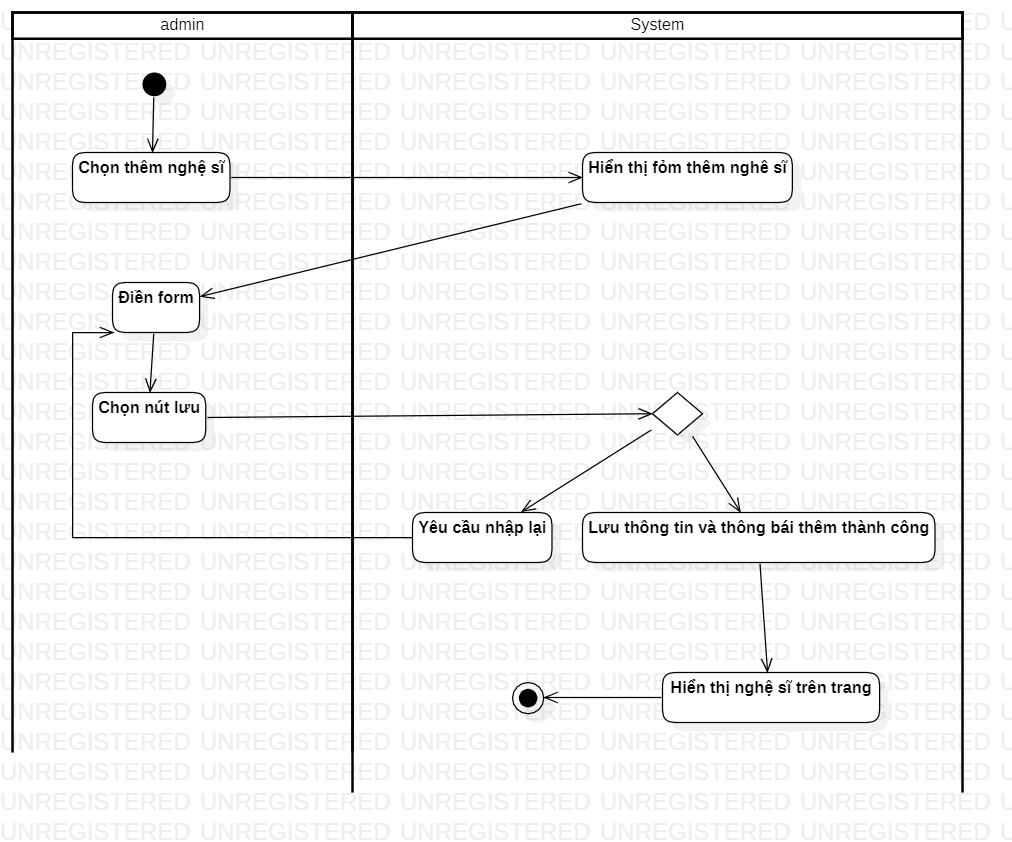 admin
System
Chọn thêm nghệ sĩ
Hiển thị fỏm thêm nghê sĩ
Điền form
Chọn nút lưu
Yêu cầu nhập lại
Lưu thông tin và thông bái thêm thành công
Hiển thị nghệ sĩ trên trang
UNREGISTERED